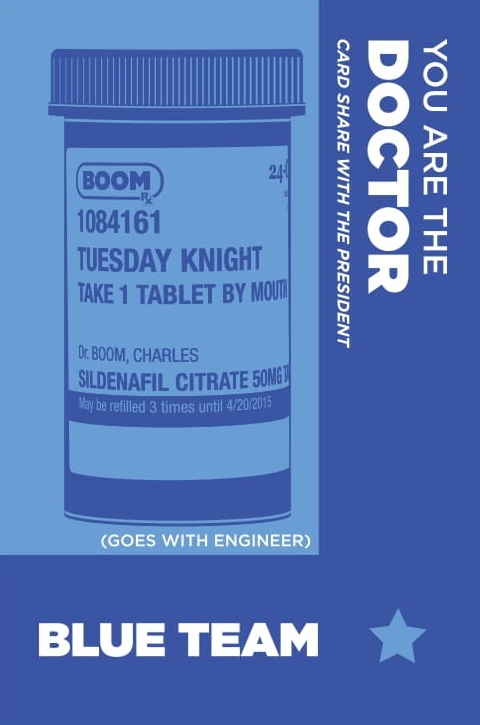 YOU ARE THE
DOCTOR
CARD SHARE WITH THE PRESIDENT
BOOM
Rx
1084161
TUESDAY KNIGHT
TAKE 1 TABLET BY MOUTH
Dr. BOOM, CHARLES
SILDENAFIL CITRATE 50MG
May be refilled 3 times until 4/20/2015
(GOES WITH ENGINEER)
BLUE TEAM